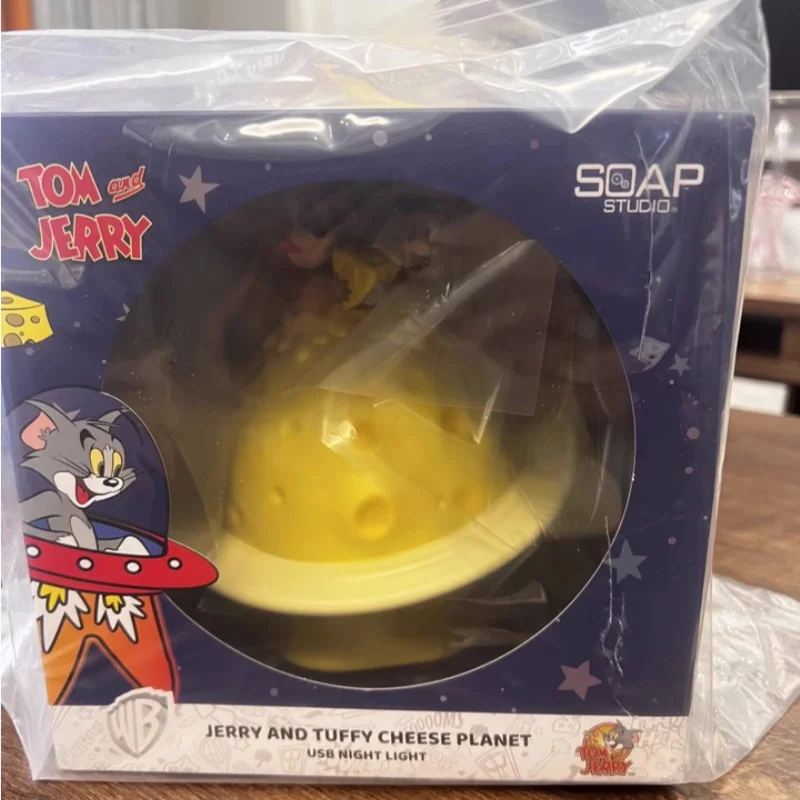 TOM and
JERRY
SOAP
STUDIO
WB
JERRY AND TUFFY CHEESE PLANET
USB NIGHT LIGHT
TOM and
JERRY